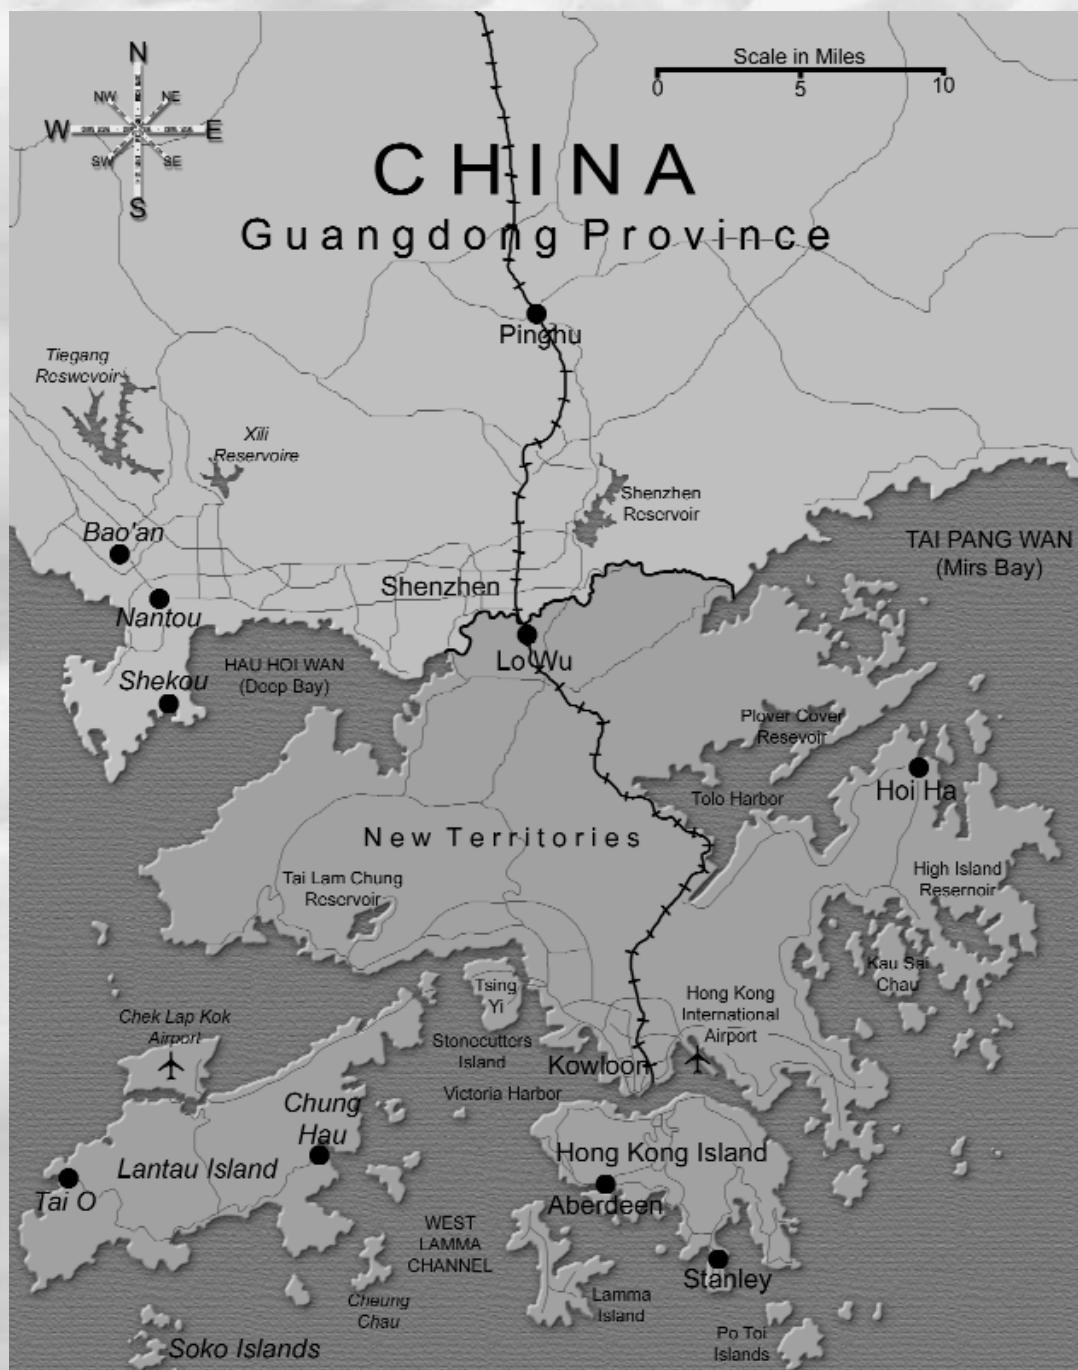 N
NW
NE
W
E
SW
SE
S
Scale in Miles
0
5
10
CHINA
Guangdong Province
Pinghu
Tiegang
Reswevoir
Xili
Reservoire
Shenzhen
Reservoir
Bao'an
TAI PANG WAN
(Mirs Bay)
Shenzhen
Nantou
Lo Wu
HAU HOI WAN
(Deep Bay)
Shekou
Plover Cover
Resevoir
Hoi Ha
Tolo Harbor
New Territories
Tai Lam Chung
Reservoir
High Island
Resernoir
Kau Sai
Chau
Tsing
Yi
Hong Kong
International
Airport
Chek Lap Kok
Airport
Stonecutters
Island
Kowloon
Victoria Harbor
Chung
Hau
Hong Kong Island
Lantau Island
Tai O
Aberdeen
WEST
LAMMA
CHANNEL
Stanley
Lamma
Island
Cheung
Chau
Po Toi
Islands
Soko Islands